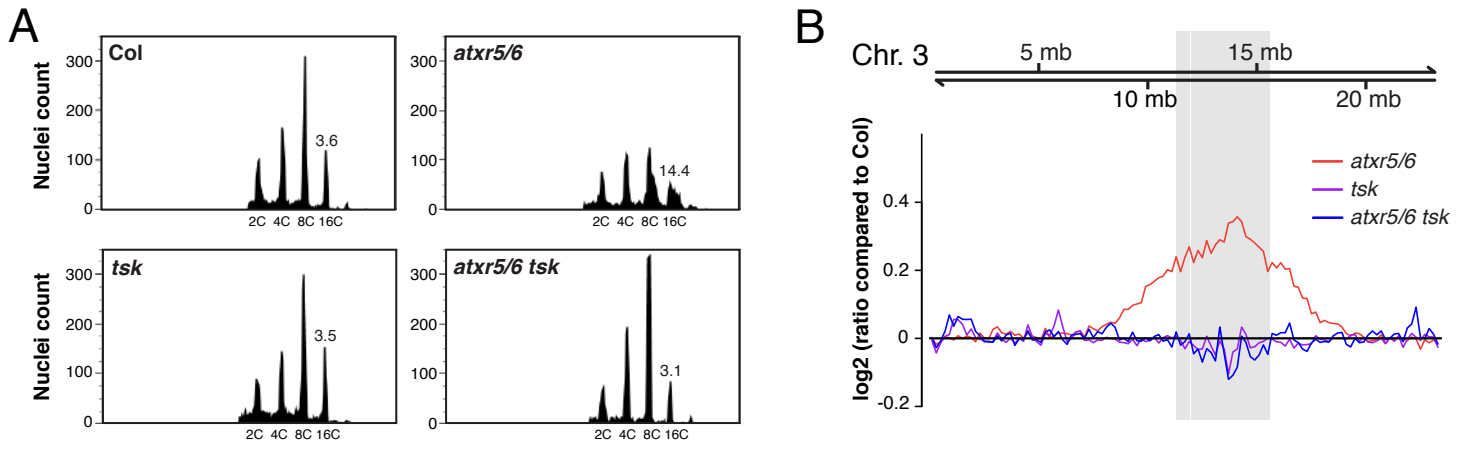 A
Col
Nuclei count
300
200
100
0
3.6
2C 4C 8C 16C
atxr5/6
300
200
100
0
14.4
2C 4C 8C 16C
tsk
Nuclei count
300
200
100
0
3.5
2C 4C 8C 16C
atxr5/6 tsk
300
200
100
0
3.1
2C 4C 8C 16C
B
Chr. 3
5 mb
15 mb
10 mb
20 mb
log2 (ratio compared to Col)
0.4
0.2
0
-0.2
atxr5/6
tsk
atxr5/6 tsk